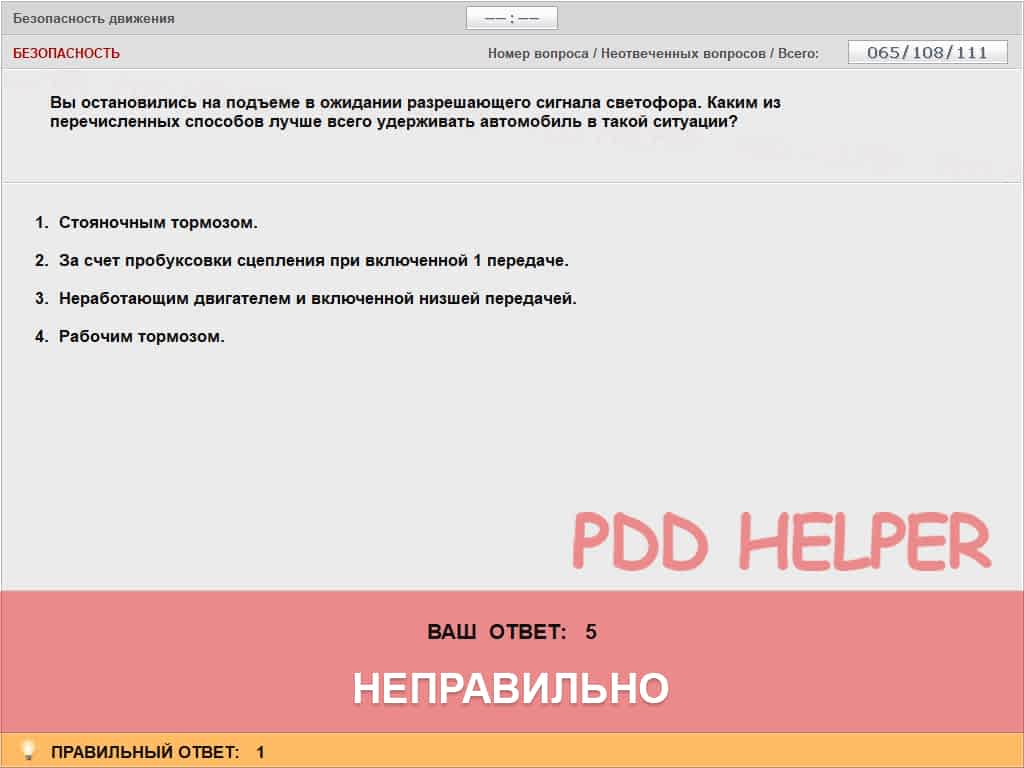 Безопасность движения
——:——
БЕЗОПАСНОСТЬ
Номер вопроса / Неотвеченных вопросов / Всего:
065/108/111
Вы остановились на подъеме в ожидании разрешающего сигнала светофора. Каким из
перечисленных способов лучше всего удерживать автомобиль в такой ситуации?
1. Стояночным тормозом.
2. За счет пробуксовки сцепления при включенной 1 передаче.
3. Неработающим двигателем и включенной низшей передачей.
4. Рабочим тормозом.
PDD HELPER
ВАШ ОТВЕТ: 5
НЕПРАВИЛЬНО
ПРАВИЛЬНЫЙ ОТВЕТ: 1